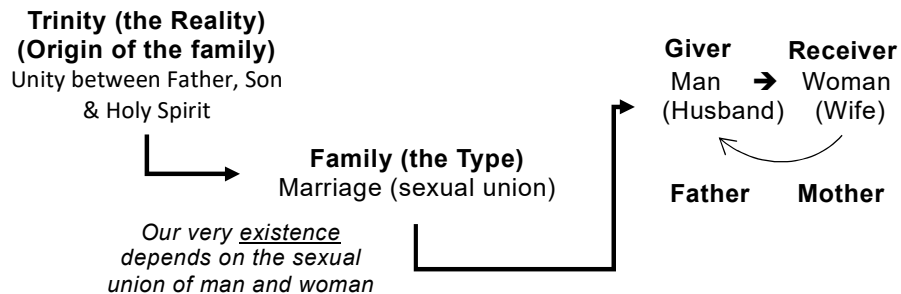 Trinity (the Reality)
(Origin of the family)
Unity between Father, Son
& Holy Spirit
Family (the Type)
Marriage (sexual union)
Our very existence
depends on the sexual
union of man and woman
Giver Receiver
Man ➔ Woman
(Husband) (Wife)
Father Mother